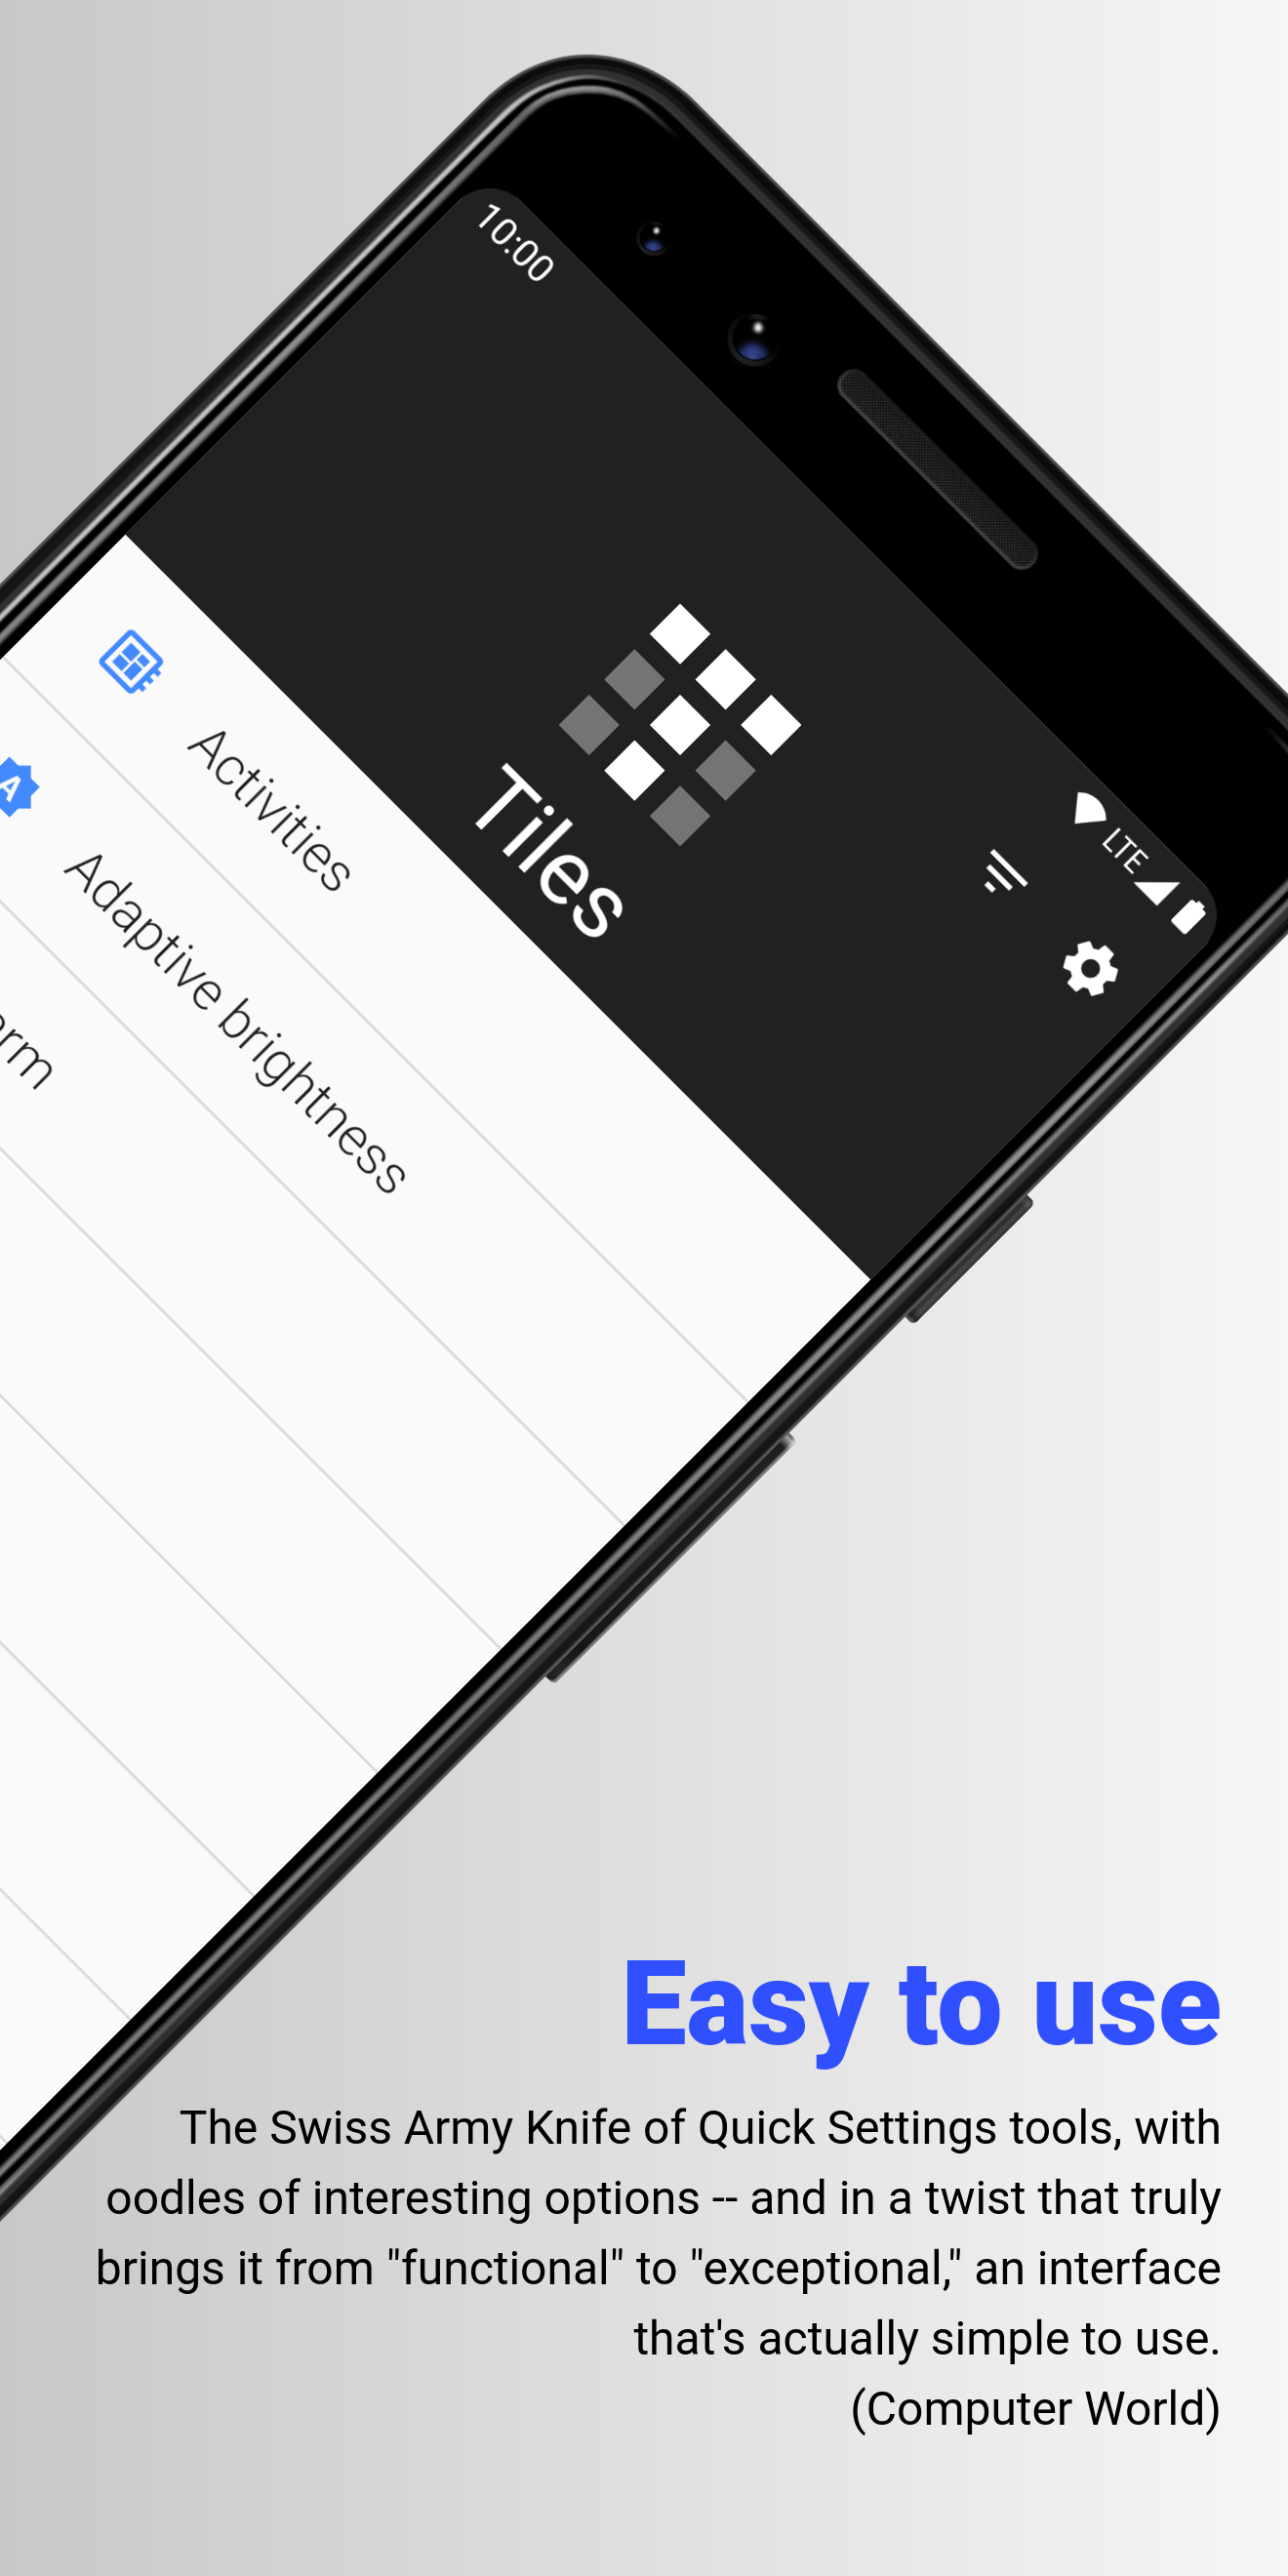 10:00
LTE
Tiles
Activities
Adaptive brightness
Easy to use
The Swiss Army Knife of Quick Settings tools, with
oodles of interesting options -- and in a twist that truly
brings it from "functional" to "exceptional," an interface
that's actually simple to use.
(Computer World)